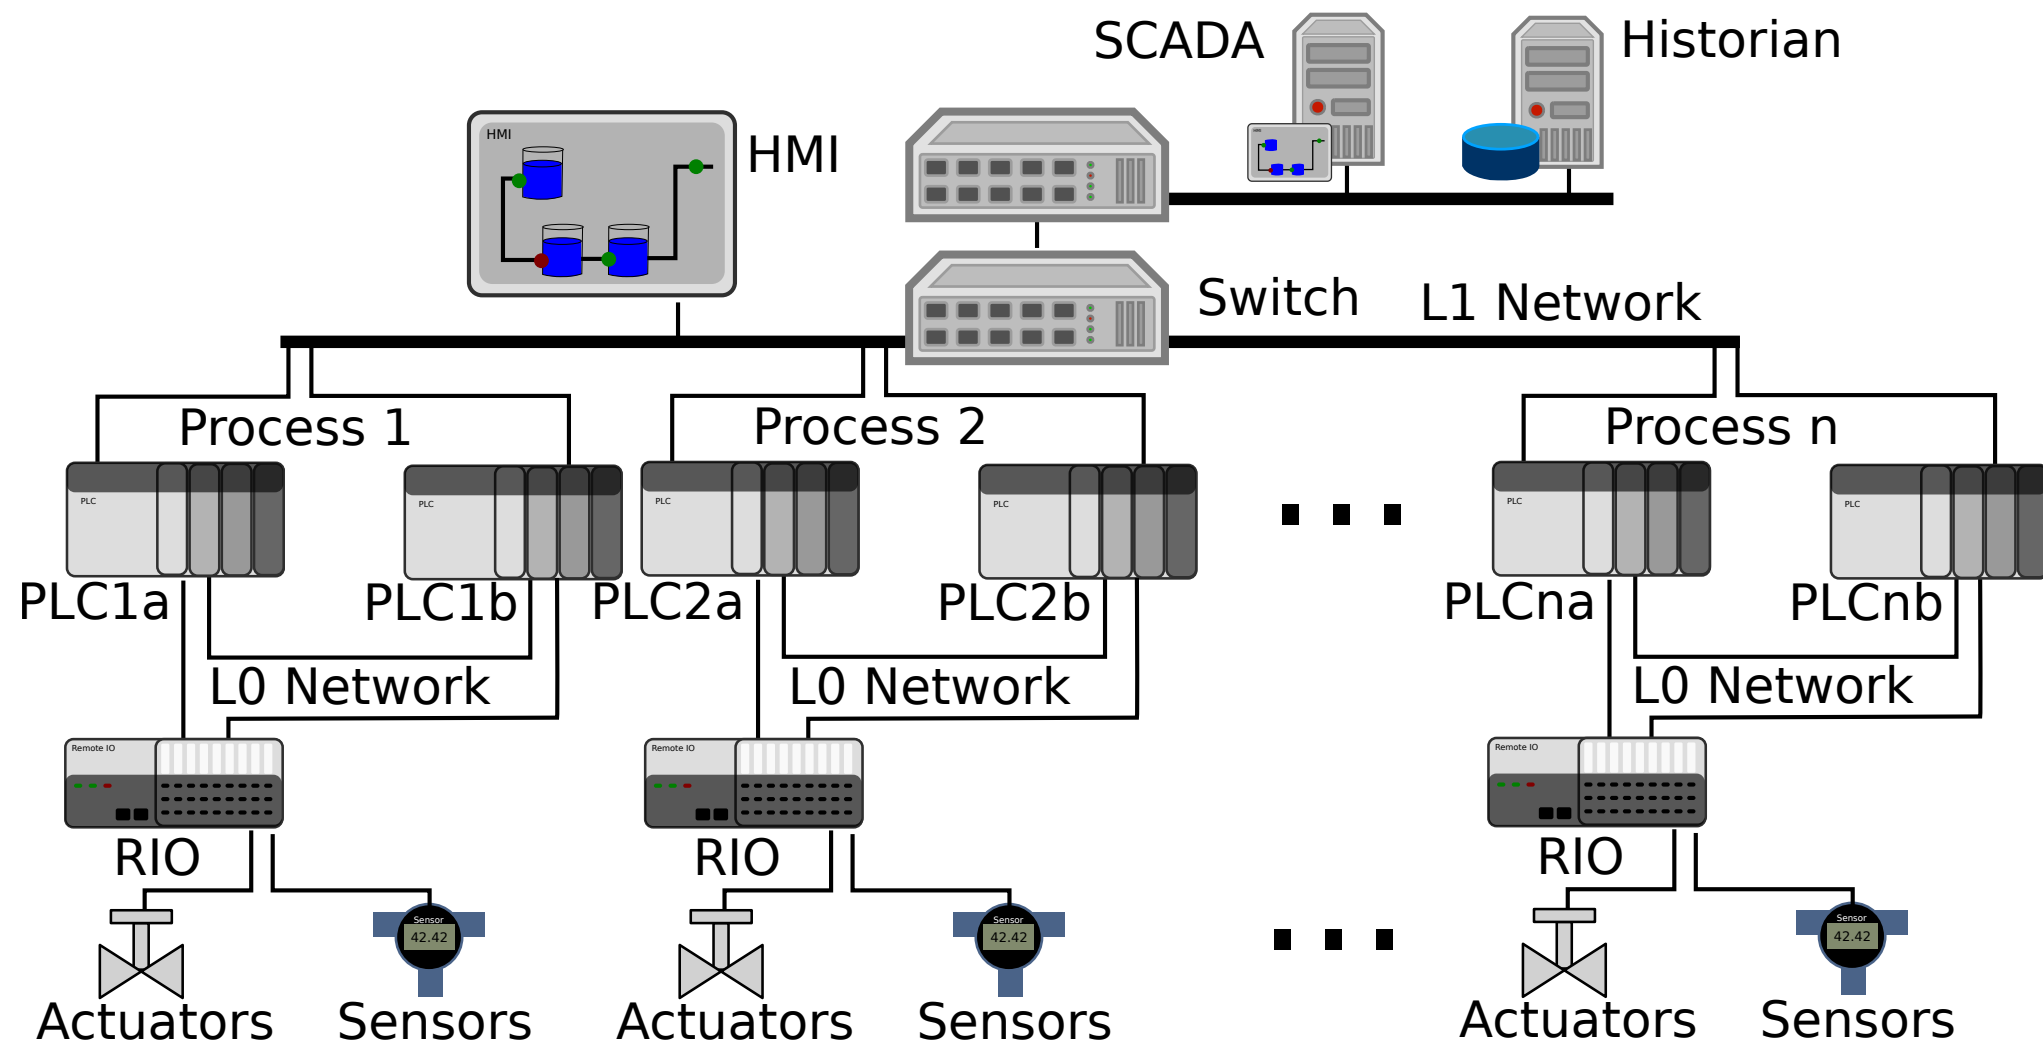 SCADA
Historian
HMI
HMI
Switch
L1 Network
Process 1
Process 2
Process n
PLC
PLC
PLC
PLC
PLC
PLC
PLC1a
PLC1b
PLC2a
PLC2b
PLCna
PLCnb
L0 Network
L0 Network
L0 Network
Remote IO
Remote IO
Remote IO
RIO
RIO
RIO
Sensor
42.42
Sensor
42.42
Sensor
42.42
Actuators
Sensors
Actuators
Sensors
Actuators
Sensors